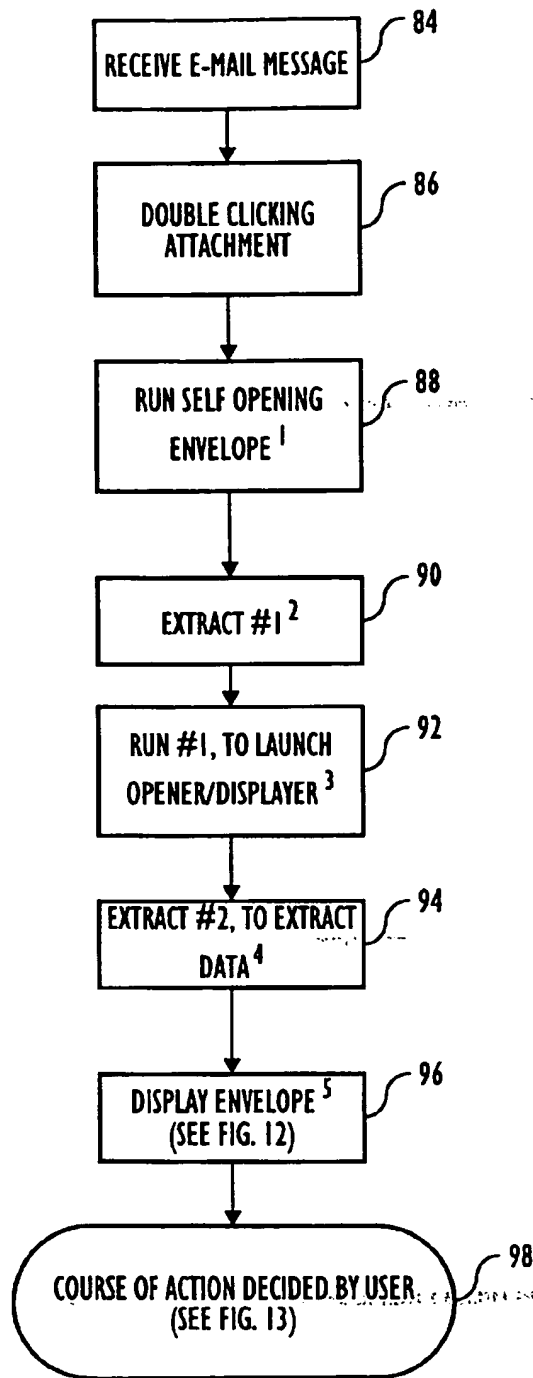 84
RECEIVE E-MAIL MESSAGE
86
DOUBLE CLICKING
ATTACHMENT
88
RUN SELF OPENING
ENVELOPE 1
90
EXTRACT #1 2
92
RUN #1, TO LAUNCH
OPENER/DISPLAYER 3
94
EXTRACT #2, TO EXTRACT
DATA 4
96
DISPLAY ENVELOPE 5
(SEE FIG. 12)
98
COURSE OF ACTION DECIDED BY USER
(SEE FIG. 13)